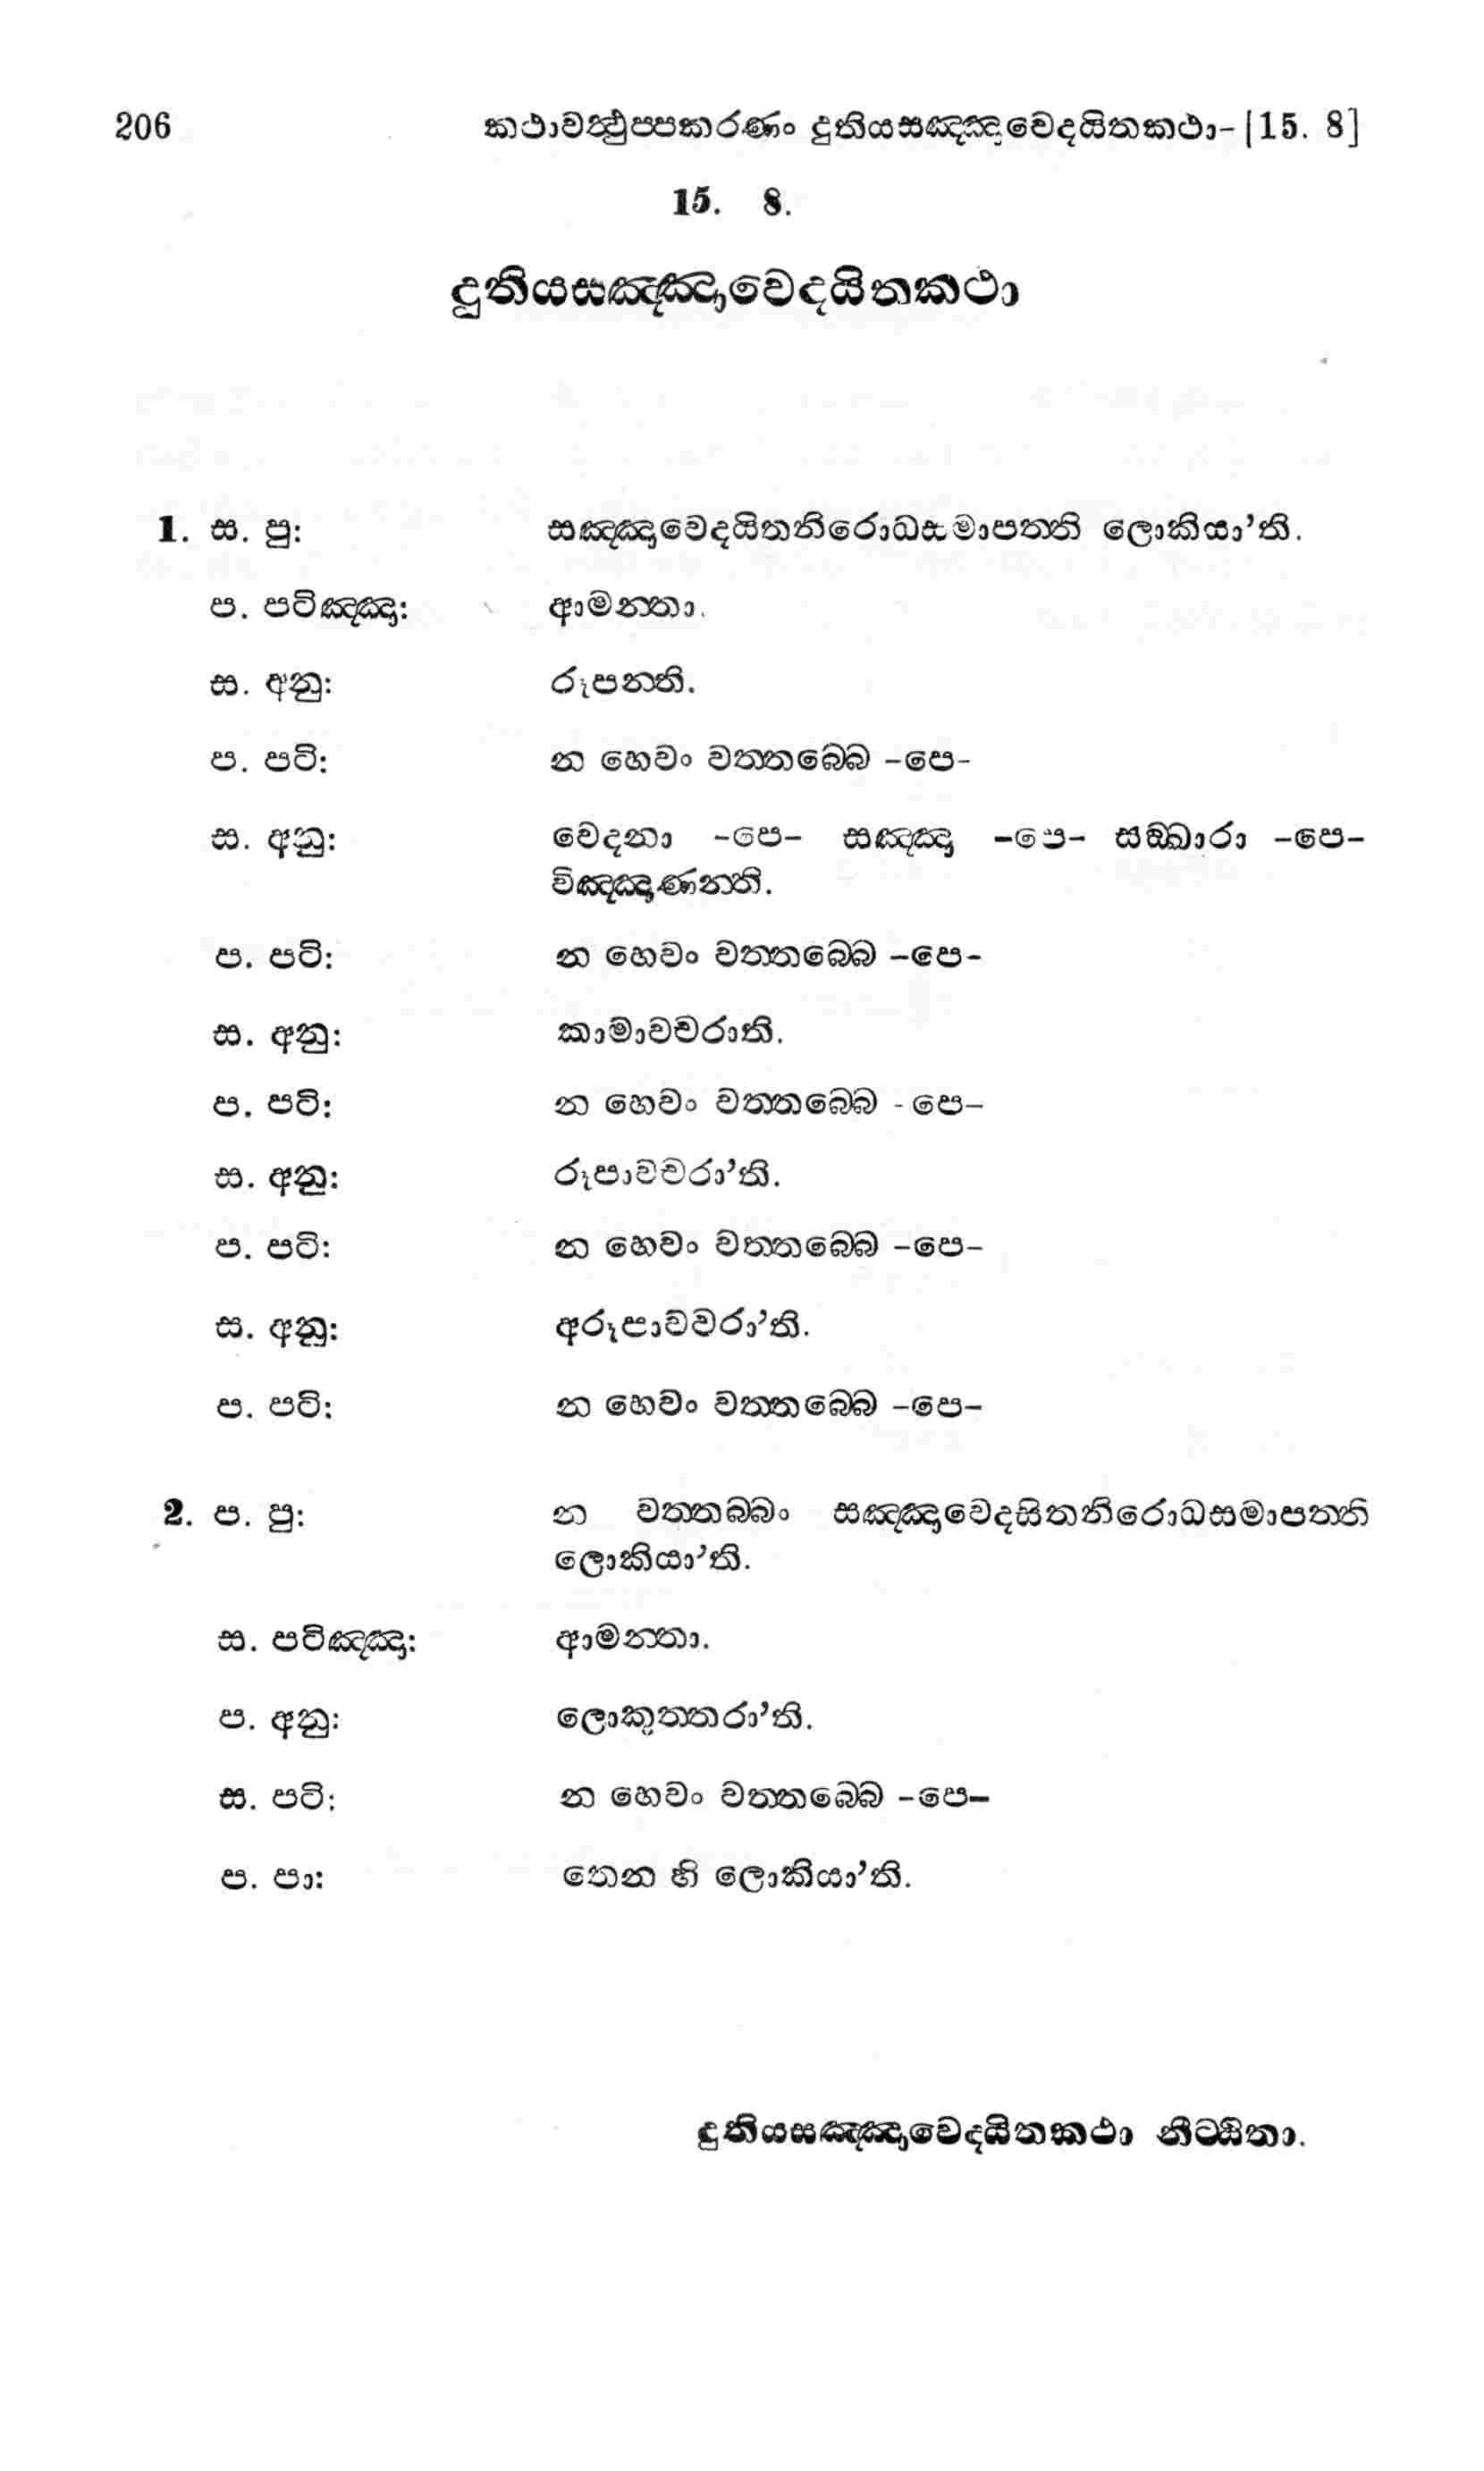 206 කථාවත්‍ථුප්පකරණං දුතියසඤ්ඤාවෙදයිතකථා-[15. 8]
15. 8.
දුතියසඤ්ඤාවෙදයිතකථා
1. ස. පු: සඤ්ඤාවෙදයිතනිරොධසමාපත්ති ලොකියා’ති.
ප. පටිඤ්ඤා: ආමන්තා.
ස. අනු: රූපන්ති.
ප. පටි: න හෙවං වත්තබ්බෙ -පෙ-
ස. අනු: වෙදනා -පෙ- සඤ්ඤා -පෙ- සඞ්ඛාරා -පෙ-
විඤ්ඤාණන්ති.
ප. පටි: න හෙවං වත්තබ්බෙ -පෙ-
ස. අනු: කාමාවචරාති.
ප. පටි: න හෙවං වත්තබ්බෙ -පෙ-
ස. අනු: රූපාවචරා’ති.
ප. පටි: න හෙවං වත්තබ්බෙ -පෙ-
ස. අනු: අරූපාවචරා’ති.
ප. පටි: න හෙවං වත්තබ්බෙ -පෙ-
2. ප. පු: න වත්තබ්බං සඤ්ඤාවෙදසිතනිරොධසමාපත්ති
ලොකියා’ති.
ස. පටිඤ්ඤා: ආමන්තා.
ප. අනු: ලොකුත්තරා’ති.
ස. පටි: න හෙවං වත්තබ්බෙ -පෙ-
ප. පා: තෙන හි ලොකියා’ති.
දුතියසඤ්ඤාවෙදයිතකථා නිට්ඨිතා.